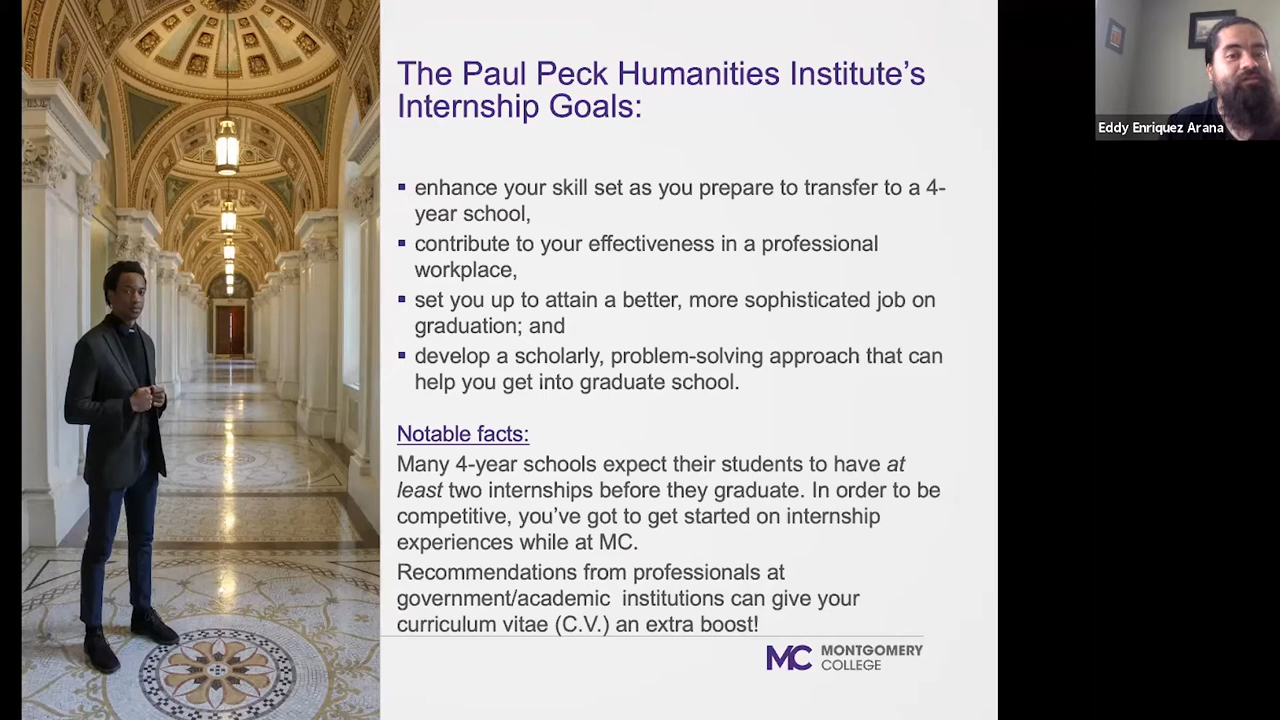 The Paul Peck Humanities Institute’s
Internship Goals:
enhance your skill set as you prepare to transfer to a 4-
year school,
contribute to your effectiveness in a professional
workplace,
set you up to attain a better, more sophisticated job on
graduation; and
develop a scholarly, problem-solving approach that can
help you get into graduate school.
Notable facts:
Many 4-year schools expect their students to have at
least two internships before they graduate. In order to be
competitive, you’ve got to get started on internship
experiences while at MC.
Recommendations from professionals at
government/academic institutions can give your
curriculum vitae (C.V.) an extra boost!
MC MONTGOMERY
COLLEGE
Eddy Enriquez Arana